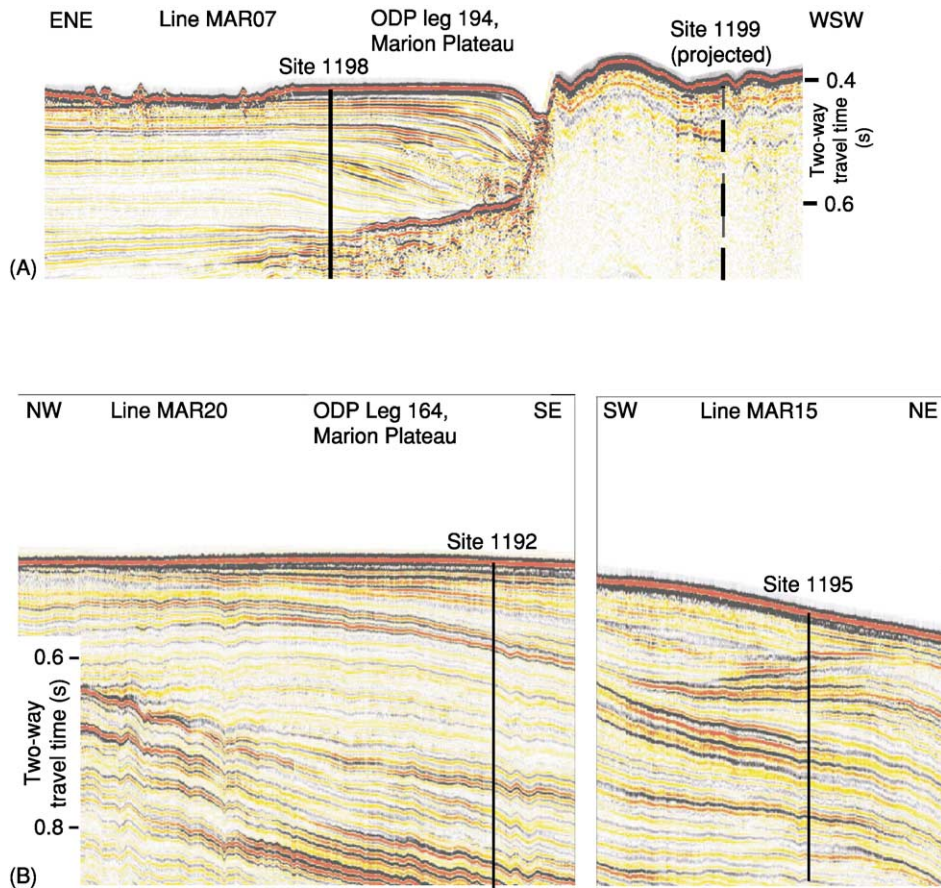 ENE Line MAR07 ODP leg 194, WSW
Marion Plateau
Site 1199
(projected)
Site 1198
0.4
Two-way
travel time
(s)
0.6
(A)
NW Line MAR20 ODP Leg 164, SE
Marion Plateau
SW Line MAR15 NE
Site 1192
Site 1195
0.6
Two-way
travel time (s)
0.8
(B)